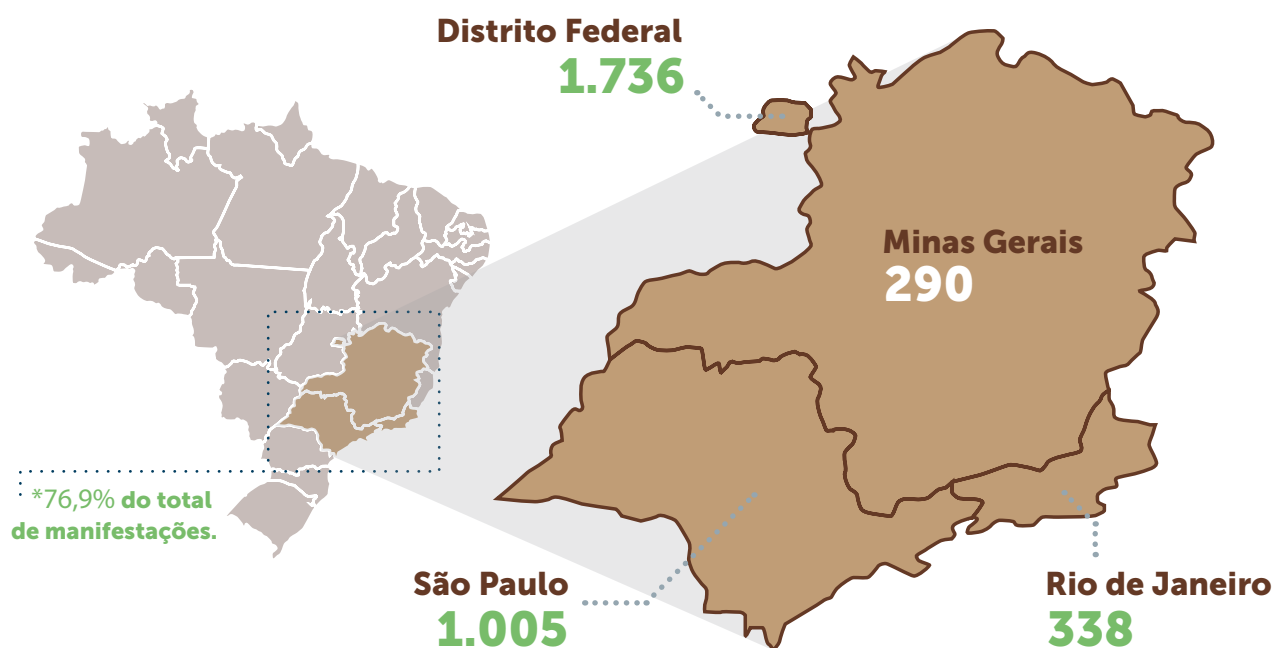 Distrito Federal
1.736
Minas Gerais
290
*76,9% do total
de manifestações.
São Paulo
1.005
Rio de Janeiro
338